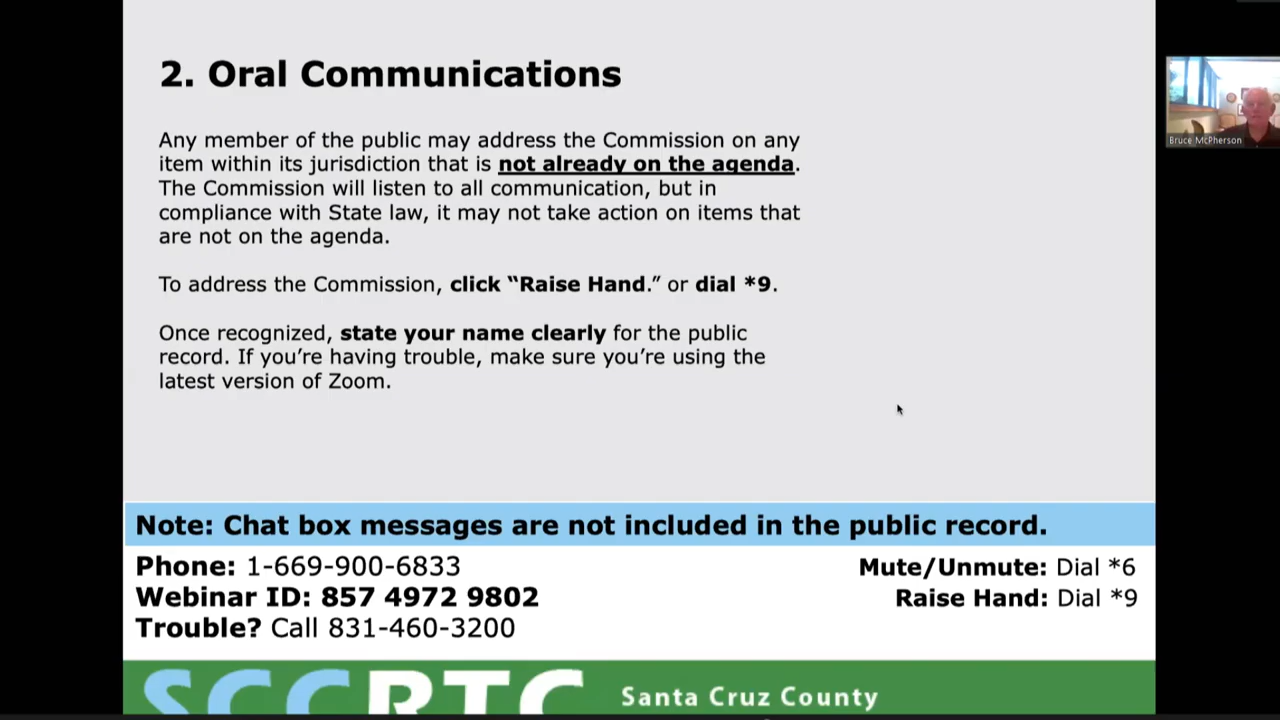 2. Oral Communications
Any member of the public may address the Commission on any
item within its jurisdiction that is not already on the agenda.
The Commission will listen to all communication, but in
compliance with State law, it may not take action on items that
are not on the agenda.
To address the Commission, click “Raise Hand.” or dial *9.
Once recognized, state your name clearly for the public
record. If you’re having trouble, make sure you’re using the
latest version of Zoom.
Bruce McPherson
Note: Chat box messages are not included in the public record.
Phone: 1-669-900-6833
Webinar ID: 857 4972 9802
Trouble? Call 831-460-3200
Mute/Unmute: Dial *6
Raise Hand: Dial *9
SCCRTC
Santa Cruz County